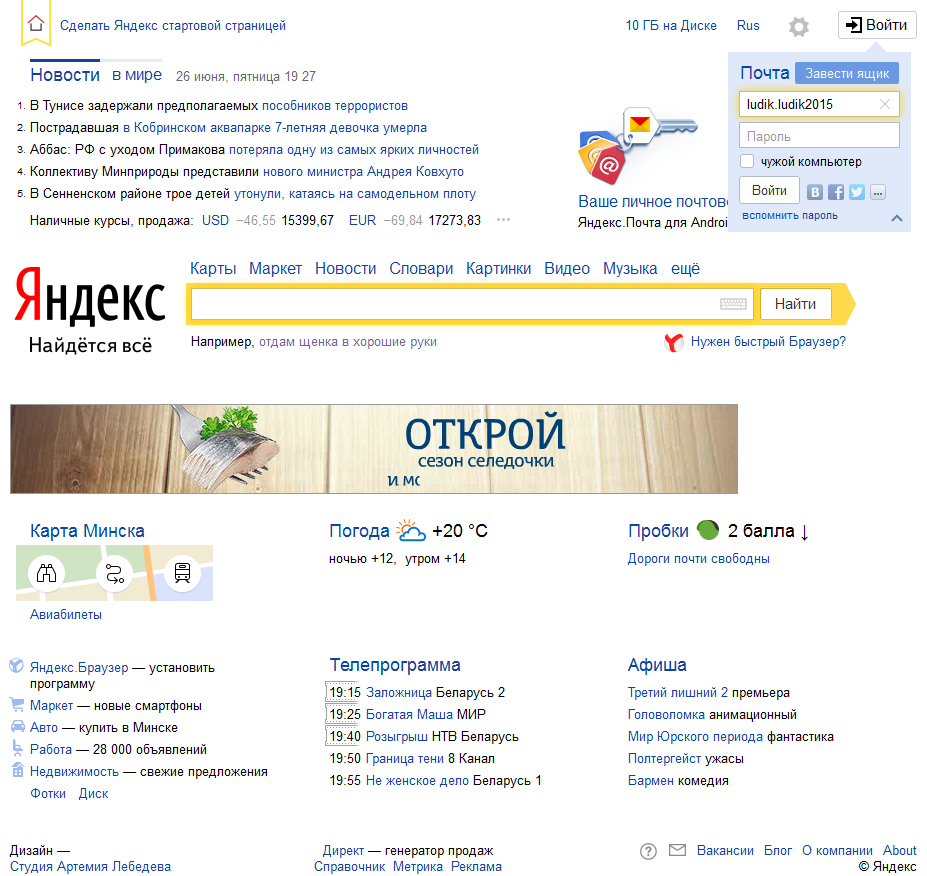 Сделать Яндекс стартовой страницей
10 ГБ на Диске Rus Войти
Новости в мире 26 июня, пятница 19 27
1. В Тунисе задержали предполагаемых пособников террористов
2. Пострадавшая в Кобринском аквапарке 7-летняя девочка умерла
3. Аббас: РФ с уходом Примакова потеряла одну из самых ярких личностей
4. Коллективу Минприроды представили нового министра Андрея Ковхуто
5. В Сенненском районе трое детей утонули, катаясь на самодельном плоту
Наличные курсы, продажа: USD −46,55 15399,67 EUR −69,84 17273,83 ...
@
Ваше личное почтово
Яндекс.Почта для Androi
Почта Завести ящик
ludik.ludik2015
Пароль
чужой компьютер
Войти
вспомнить пароль
Яндекс
Найдётся всё
Карты Маркет Новости Словари Картинки Видео Музыка ещё
Найти
Например, отдам щенка в хорошие руки
Нужен быстрый Браузер?
ОТКРОЙ
сезон селедочки
и мо
Карта Минска
Авиабилеты
Погода +20 °C
ночью +12, утром +14
Пробки 2 балла ↓
Дороги почти свободны
Яндекс.Браузер — установить
программу
Маркет — новые смартфоны
Авто — купить в Минске
Работа — 28 000 объявлений
Недвижимость — свежие предложения
Фотки Диск
Телепрограмма
19:15 Заложница Беларусь 2
19:25 Богатая Маша МИР
19:40 Розыгрыш НТВ Беларусь
19:50 Граница тени 8 Канал
19:55 Не женское дело Беларусь 1
Афиша
Третий лишний 2 премьера
Головоломка анимационный
Мир Юрского периода фантастика
Полтергейст ужасы
Бармен комедия
Дизайн —
Студия Артемия Лебедева
Директ — генератор продаж
Справочник Метрика Реклама
? Вакансии Блог О компании About
© Яндекс